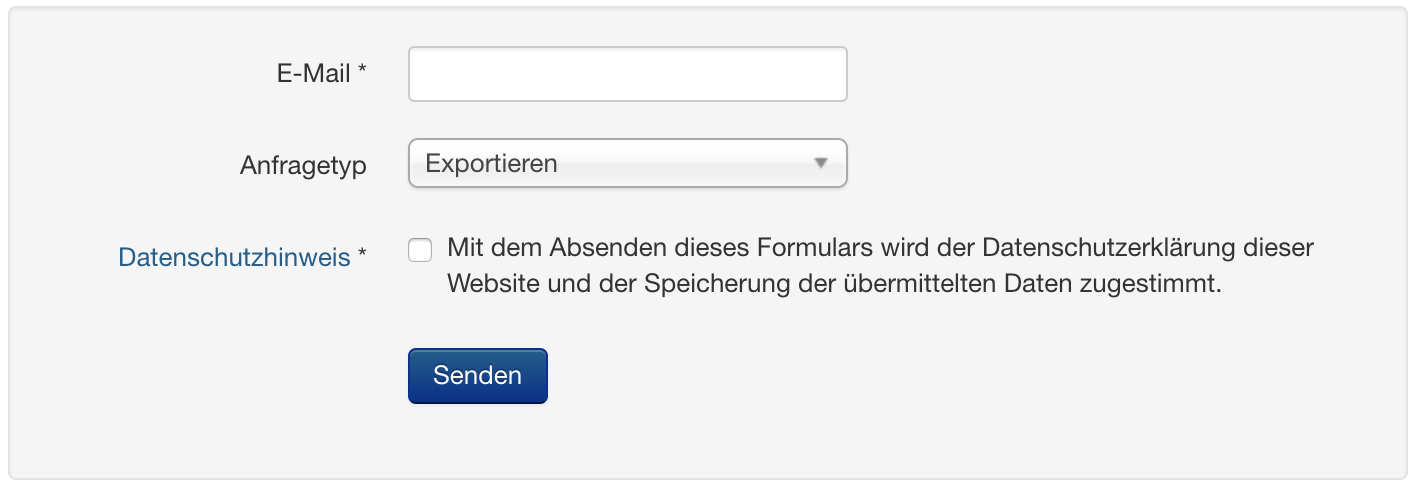 E-Mail *
Anfragetyp
Exportieren
Datenschutzhinweis *
Mit dem Absenden dieses Formulars wird der Datenschutzerklärung dieser
Website und der Speicherung der übermittelten Daten zugestimmt.
Senden